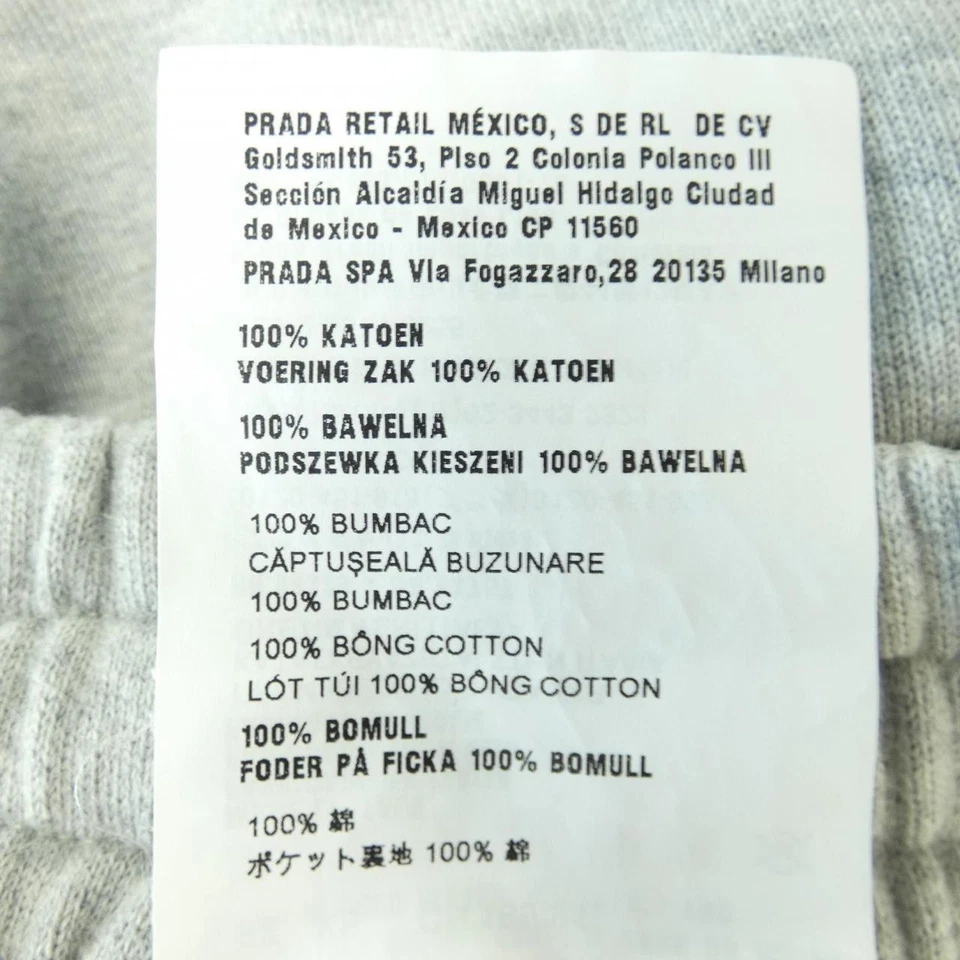 PRADA RETAIL MÉXICO, S DE RL DE CV
Goldsmith 53, Piso 2 Colonia Polanco III
Sección Alcaldía Miguel Hidalgo Ciudad
de Mexico - Mexico CP 11560
PRADA SPA Via Fogazzaro,28 20135 Milano
100% KATOEN
VOERING ZAK 100% KATOEN
100% BAWELNA
PODSZEWKA KIESZENI 100% BAWELNA
100% BUMBAC
CĂPTUȘEALĂ BUZUNARE
100% BUMBAC
100% BÔNG COTTON
LÓT TÚI 100% BÔNG COTTON
100% BOMULL
FODER PÅ FICKA 100% BOMULL
100% 綿
ポケット裏地 100% 綿